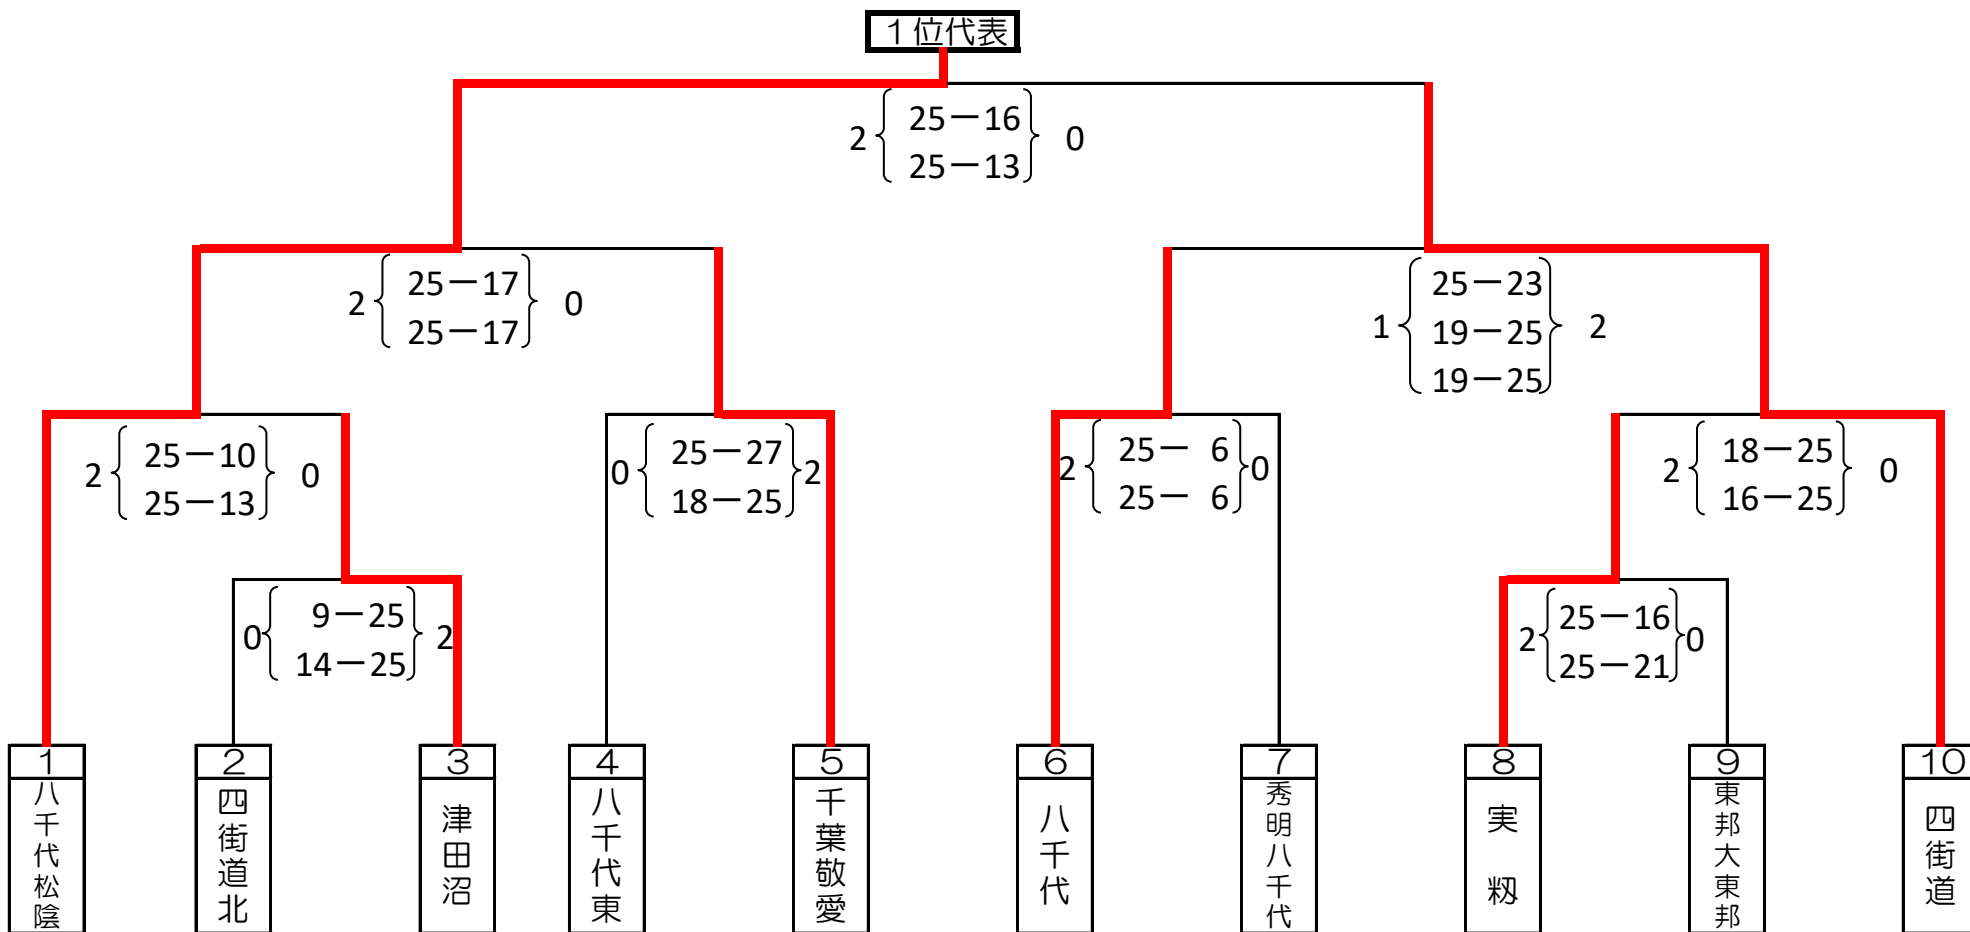 １位代表
2 25－16 0
25－13
2 25－17 0
25－17
25－23
1 19－25 2
19－25
2 25－10 0
25－13
0 25－27 2
18－25
2 25－ 6 0
25－ 6
2 18－25 0
16－25
0 9－25 2
14－25
2 25－16 0
25－21
１
八千代松陰
２
四街道北
３
津田沼
４
八千代東
５
千葉敬愛
６
八千代
７
秀明八千代
８
実籾
９
東邦大東邦
10
四街道